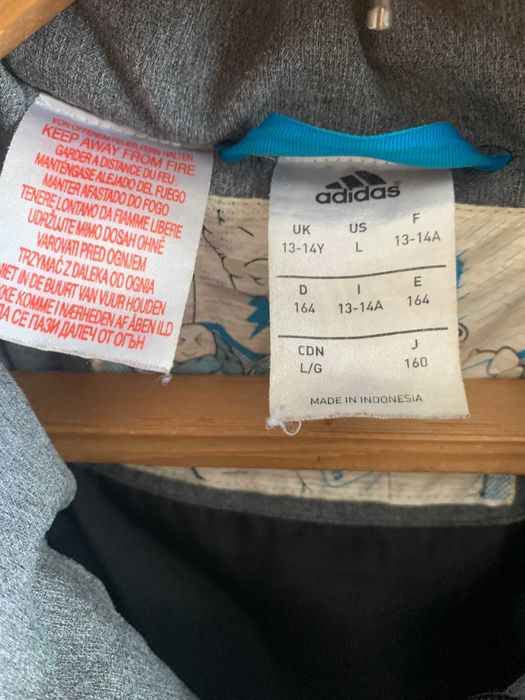 VON OFFENEM FEUER FERN HALTEN
KEEP AWAY FROM FIRE
GARDER A DISTANCE DU FEU
MANTENGASE ALEJADO DEL FUEGO
MANTER AFASTADO DO FOGO
TENERE LONTANO DA FIAMME LIBERE
UDRŽUTE MIMO DOSAH OHNĚ
VAROVATI PRED OGNJEM
TRZYMAĆ Z DALEKA OD OGNIA
NIET IN DE BUURT VAN VUUR HOUDEN
KKE KOMME I NÆRHEDEN AF ÅBEN ILD
ДА СЕ ПАЗИ ДАЛЕЧ ОТ ОГЪН
adidas
UK US F
13-14Y L 13-14A
D I E
164 13-14A 164
CDN J
L/G 160
MADE IN INDONESIA